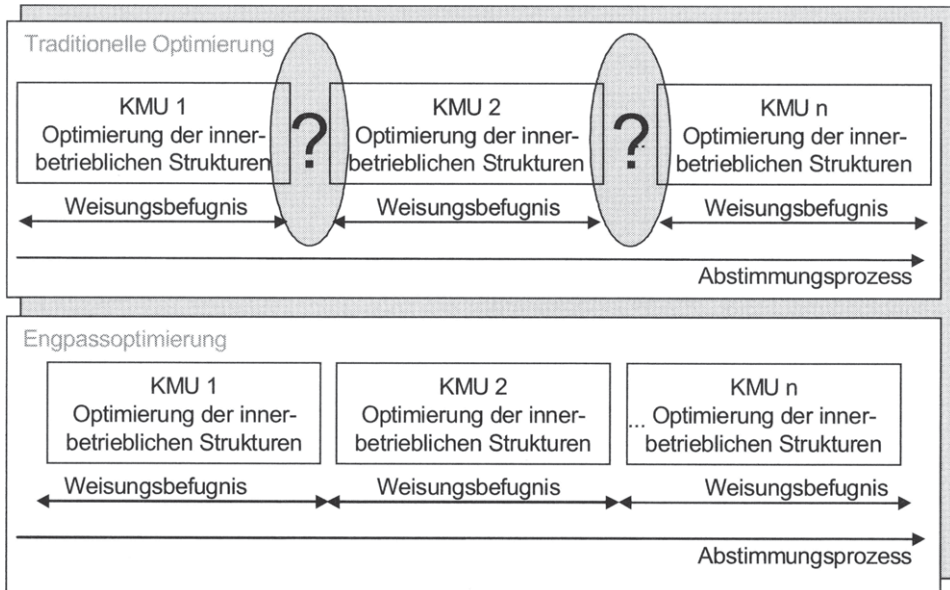 Traditionelle Optimierung
KMU 1
Optimierung der inner-
betrieblichen Strukturen
?
KMU 2
Optimierung der inner-
betrieblichen Strukturen
?
...
KMU n
Optimierung der inner-
betrieblichen Strukturen
Weisungsbefugnis
Weisungsbefugnis
Weisungsbefugnis
Abstimmungsprozess
Engpassoptimierung
KMU 1
Optimierung der inner-
betrieblichen Strukturen
KMU 2
Optimierung der inner-
betrieblichen Strukturen
KMU n
... Optimierung der inner-
betrieblichen Strukturen
Weisungsbefugnis
Weisungsbefugnis
Weisungsbefugnis
Abstimmungsprozess